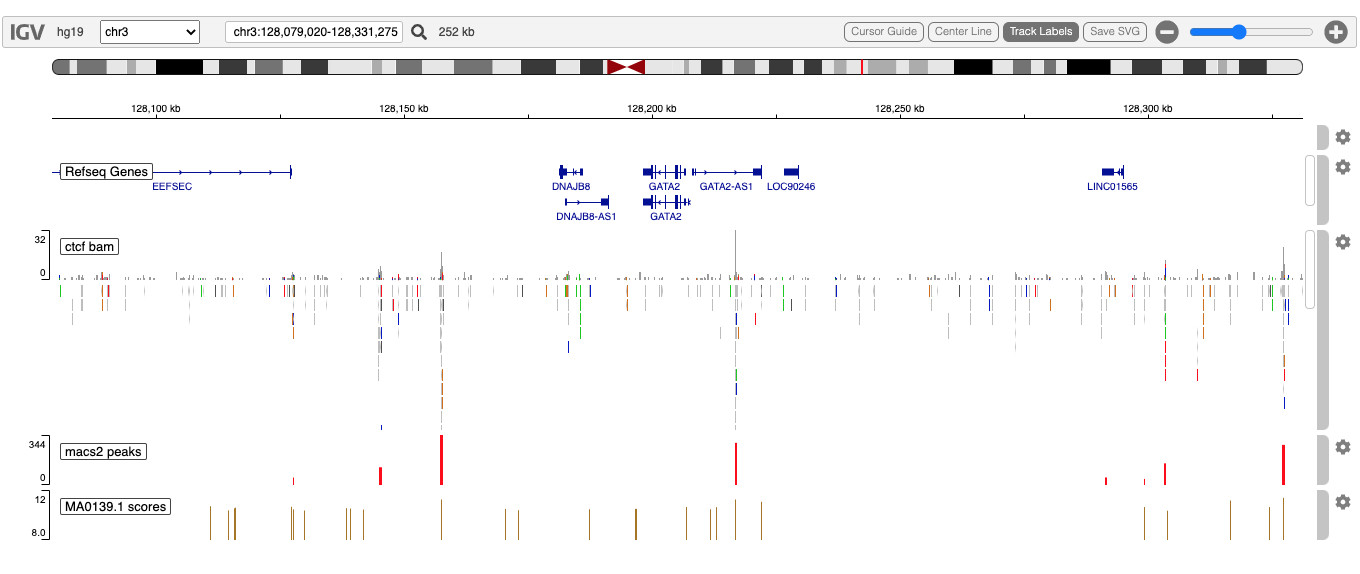 IGV hg19 chr3 chr3:128,079,020-128,331,275 252 kb Cursor Guide Center Line Track Labels Save SVG
128,100 kb 128,150 kb 128,200 kb 128,250 kb 128,300 kb
Refseq Genes
EEFSEC DNAJB8 GATA2 GATA2-AS1 LOC90246 LINC01565
DNAJB8-AS1 GATA2
32 ctcf bam
0
344 macs2 peaks
0
12 MA0139.1 scores
8.0